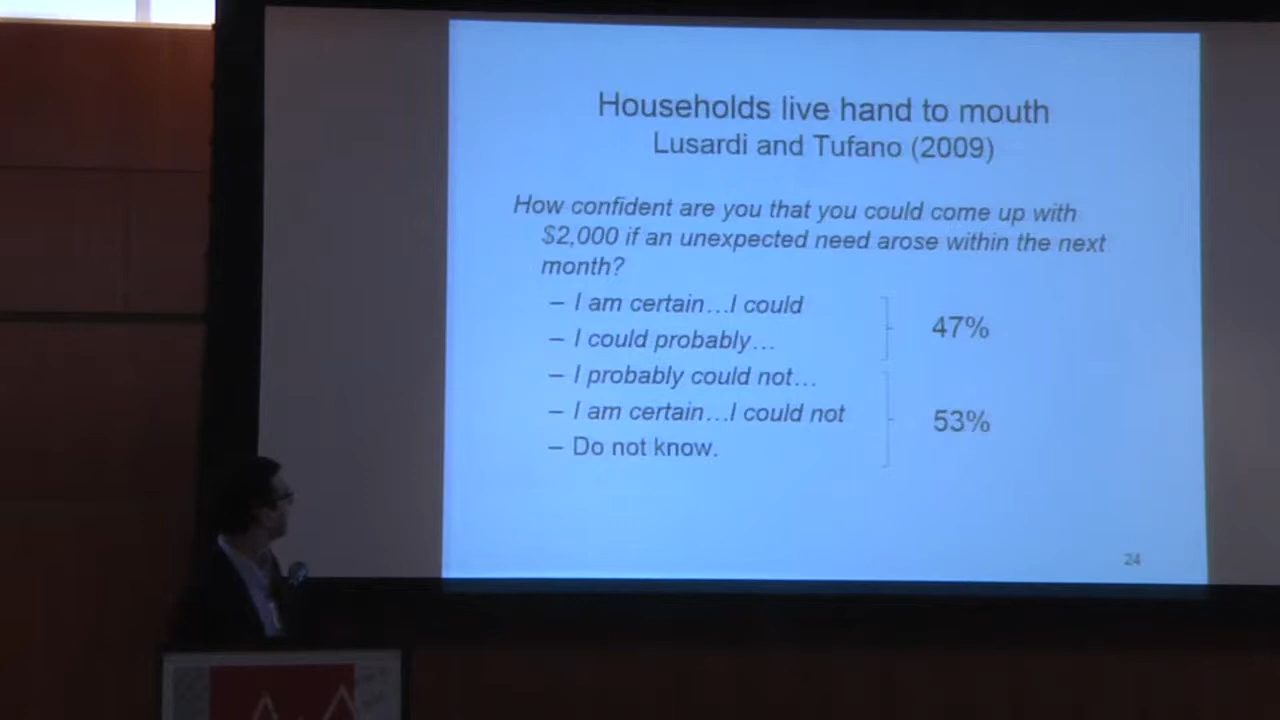 Households live hand to mouth
Lusardi and Tufano (2009)
How confident are you that you could come up with
$2,000 if an unexpected need arose within the next
month?
– I am certain…I could
– I could probably…
47%
– I probably could not…
– I am certain…I could not
– Do not know.
53%
24